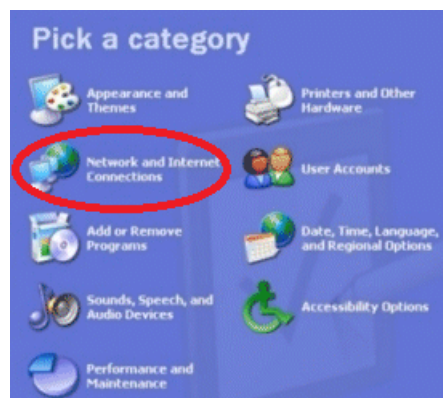 Pick a category
Appearance and
Themes
Printers and Other
Hardware
Network and Internet
Connections
User Accounts
Add or Remove
Programs
Date, Time, Language,
and Regional Options
Sounds, Speech, and
Audio Devices
Accessibility Options
Performance and
Maintenance